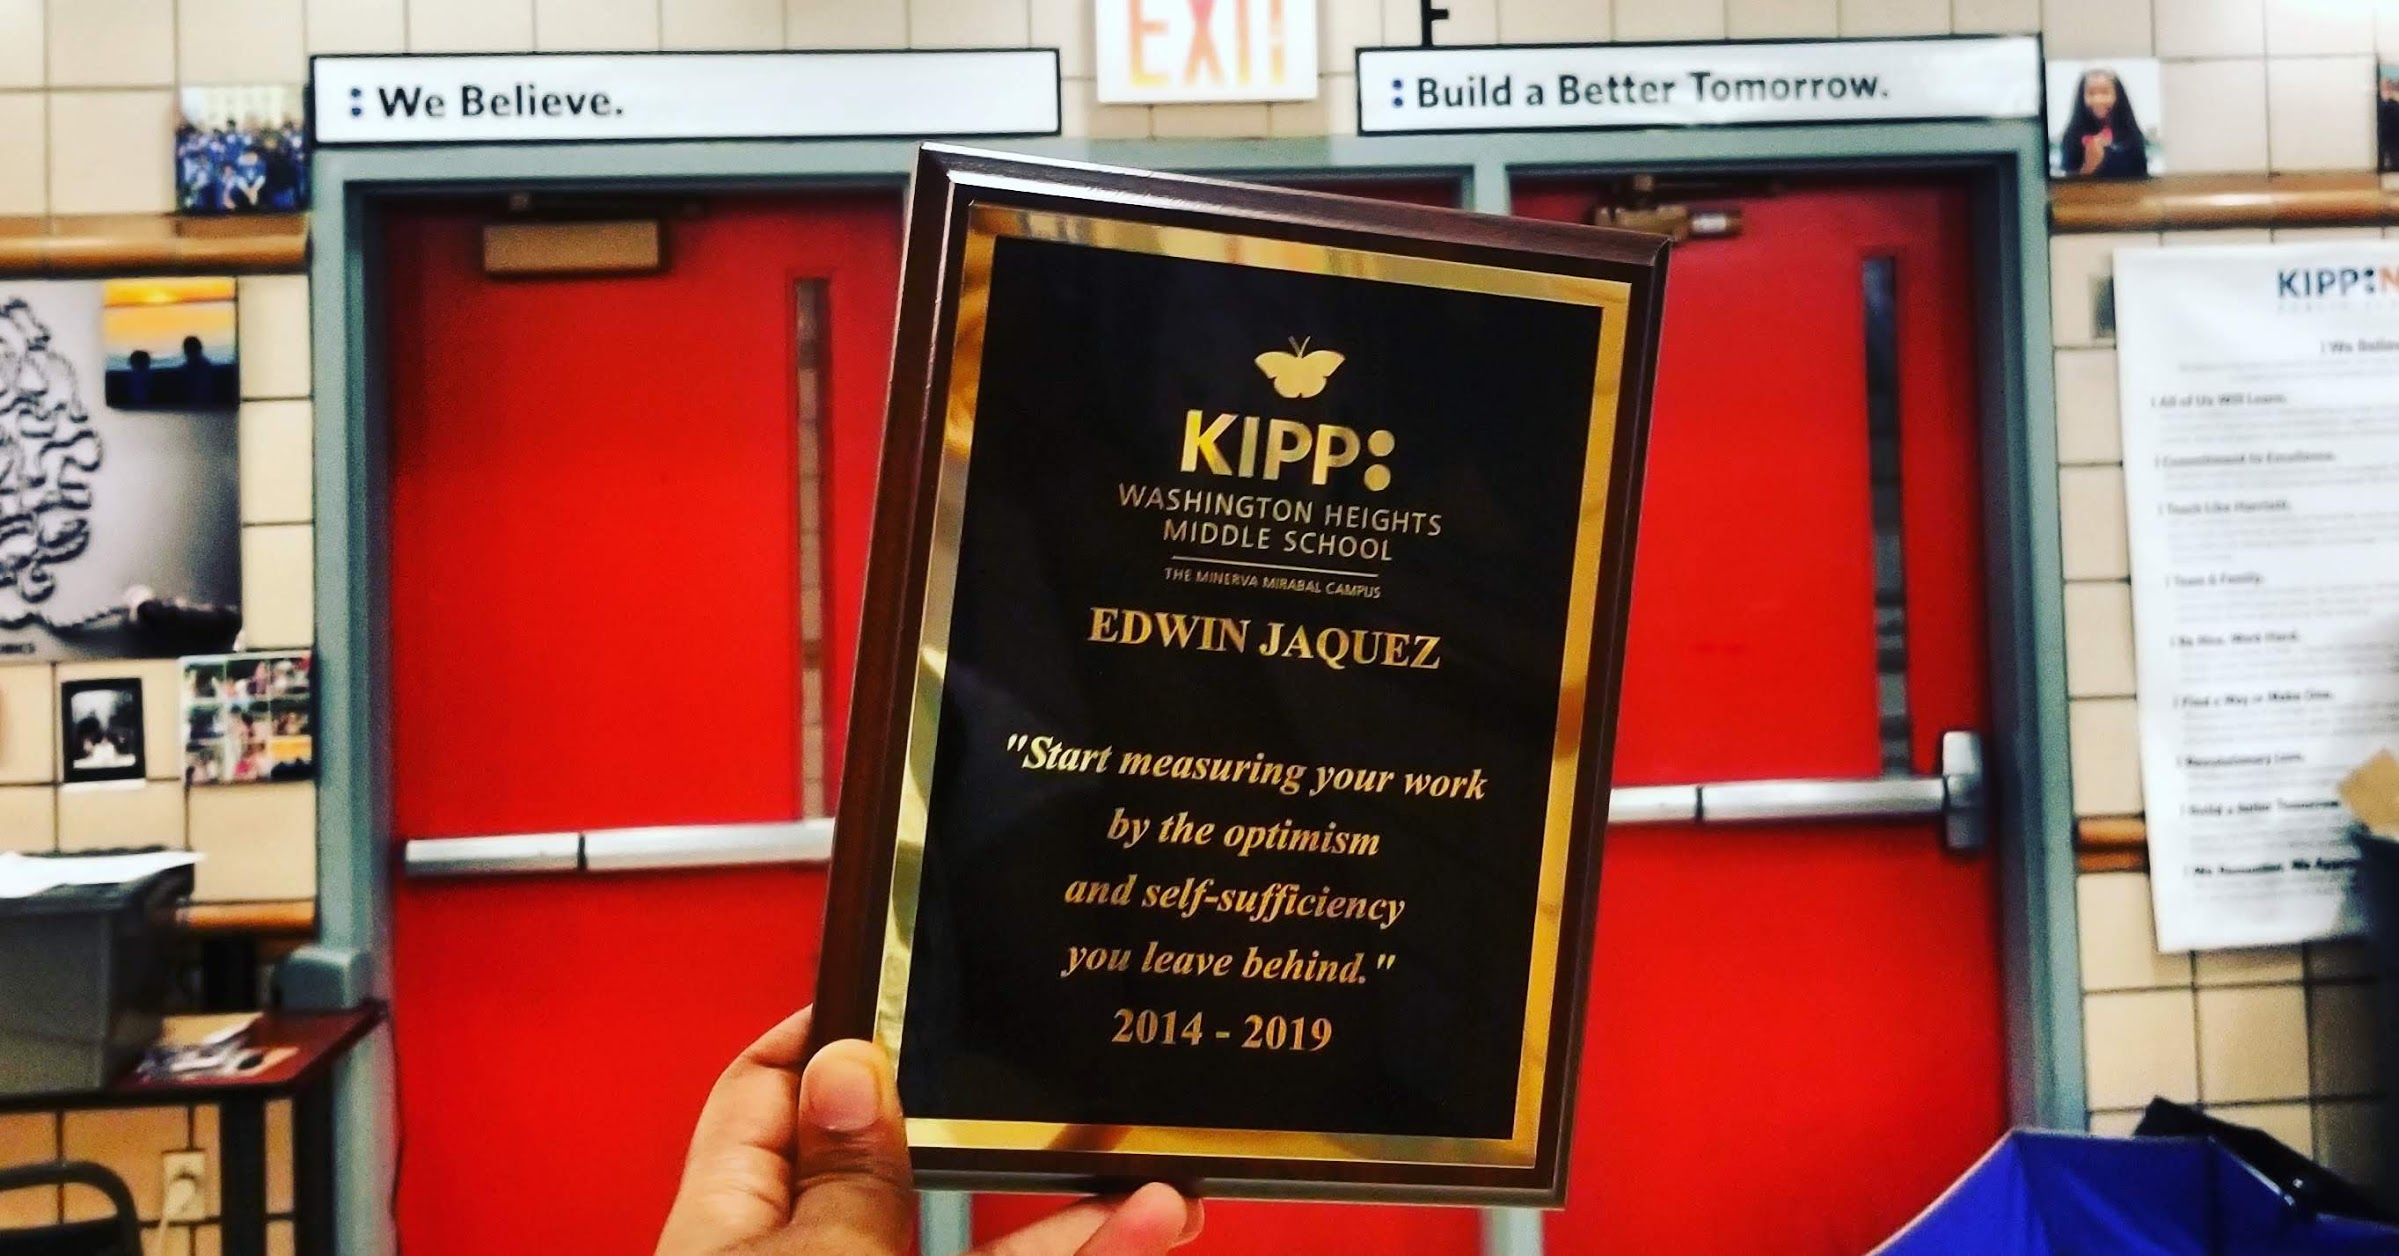 EXIT
: We Believe.
: Build a Better Tomorrow.
KIPP:
WASHINGTON HEIGHTS
MIDDLE SCHOOL
THE MINERVA MIRABAL CAMPUS
EDWIN JAQUEZ
"Start measuring your work
by the optimism
and self-sufficiency
you leave behind."
2014 - 2019
KIPP:N
: We Believe
: All of Us Will Learn.
: Commitment to Excellence.
: Teach Like Harriett.
: Team & Family.
: Be Nice. Work Hard.
: Find a Way or Make One.
: Revolutionary Love.
: Build a Better Tomorrow